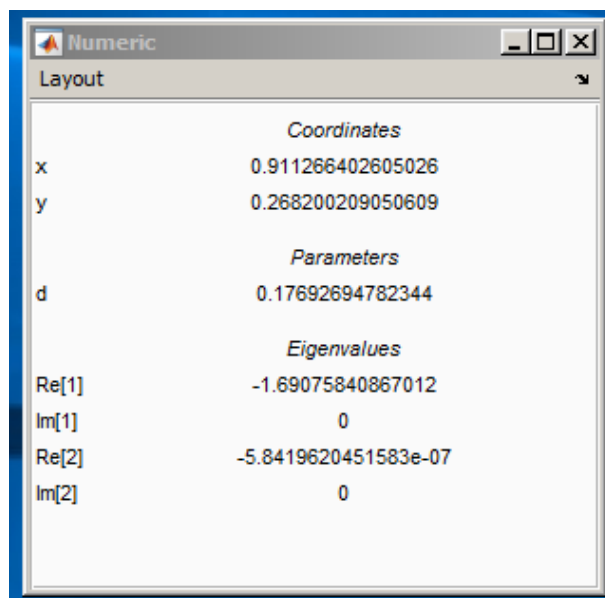 Numeric
Layout
Coordinates
x 0.911266402605026
y 0.268200209050609
Parameters
d 0.17692694782344
Eigenvalues
Re[1] -1.69075840867012
Im[1] 0
Re[2] -5.8419620451583e-07
Im[2] 0